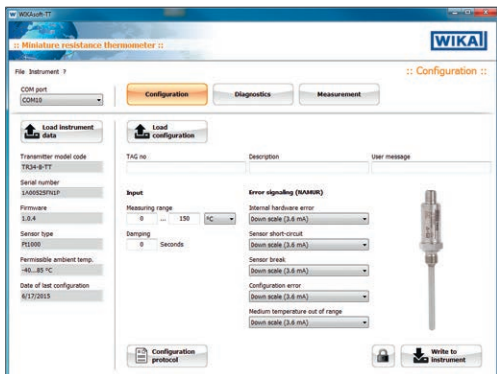 WIKAsoft-TT
:: Miniature resistance thermometer ::
WIKA
File Instrument ?
:: Configuration ::
COM port
COM10
Configuration
Diagnostics
Measurement
Load instrument data
Load configuration
Transmitter model code
TR34-B-TT
TAG no
Description
User message
Serial number
1A00525FN1P
Input
Error signaling (NAMUR)
Firmware
1.0.4
Measuring range
0 ... 150 °C
Internal hardware error
Down scale (3.6 mA)
Sensor type
Pt1000
Damping
0 Seconds
Sensor short-circuit
Down scale (3.6 mA)
Permissible ambient temp.
-40...85 °C
Sensor break
Down scale (3.6 mA)
Date of last configuration
6/17/2015
Configuration error
Down scale (3.6 mA)
Medium temperature out of range
Down scale (3.6 mA)
Configuration protocol
Write to instrument